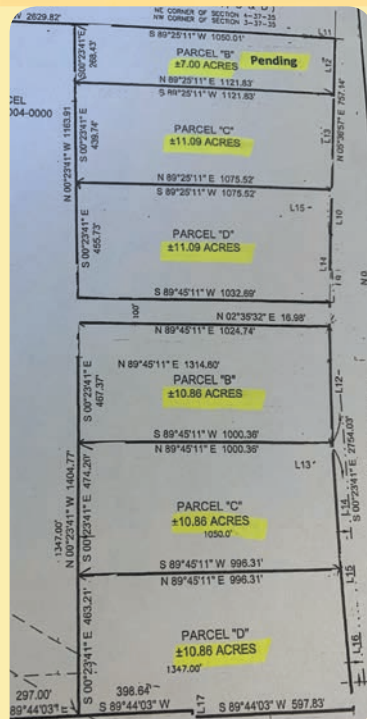 NE CORNER OF SECTION 4-37-35
NW CORNER OF SECTION 3-37-35
W 2629.82'
S 89°25'11" W 1050.01'
L11
S00°23'41"E
268.43'
PARCEL "B"
±7.00 ACRES
Pending
L12
N 89°25'11" E 1121.83'
S 89°25'11" W 1121.83'
N 05°36'57" E 757.14'
CEL
004-0000
N 00°23'41" W 1163.91
S 00°23'41" E
439.74'
PARCEL "C"
±11.09 ACRES
L13
N 89°25'11" E 1075.52'
S 89°25'11" W 1075.52'
L15
L10
S 00°23'41" E
455.73'
PARCEL "D"
±11.09 ACRES
L14
S 89°45'11" W 1032.69'
100'
N 02°35'32" E 16.98'
N 89°45'11" E 1024.74'
N 89°45'11" E 1314.60'
S 00°23'41" E
467.37'
PARCEL "B"
±10.86 ACRES
L12
S 89°45'11" W 1000.36'
N 89°45'11" E 1000.36'
L13
S 00°23'41" E 2754.03'
N 00°23'41" W 1404.77'
1347.00'
S 00°23'41" E 474.20'
PARCEL "C"
±10.86 ACRES
1050.0'
L14
S 89°45'11" W 996.31'
N 89°45'11" E 996.31'
L15
S 00°23'41" E 463.21'
PARCEL "D"
±10.86 ACRES
1347.00'
L16
297.00'
398.64'
89°44'03" E
S 89°44'03" W
L17
S 89°44'03" W 597.83'